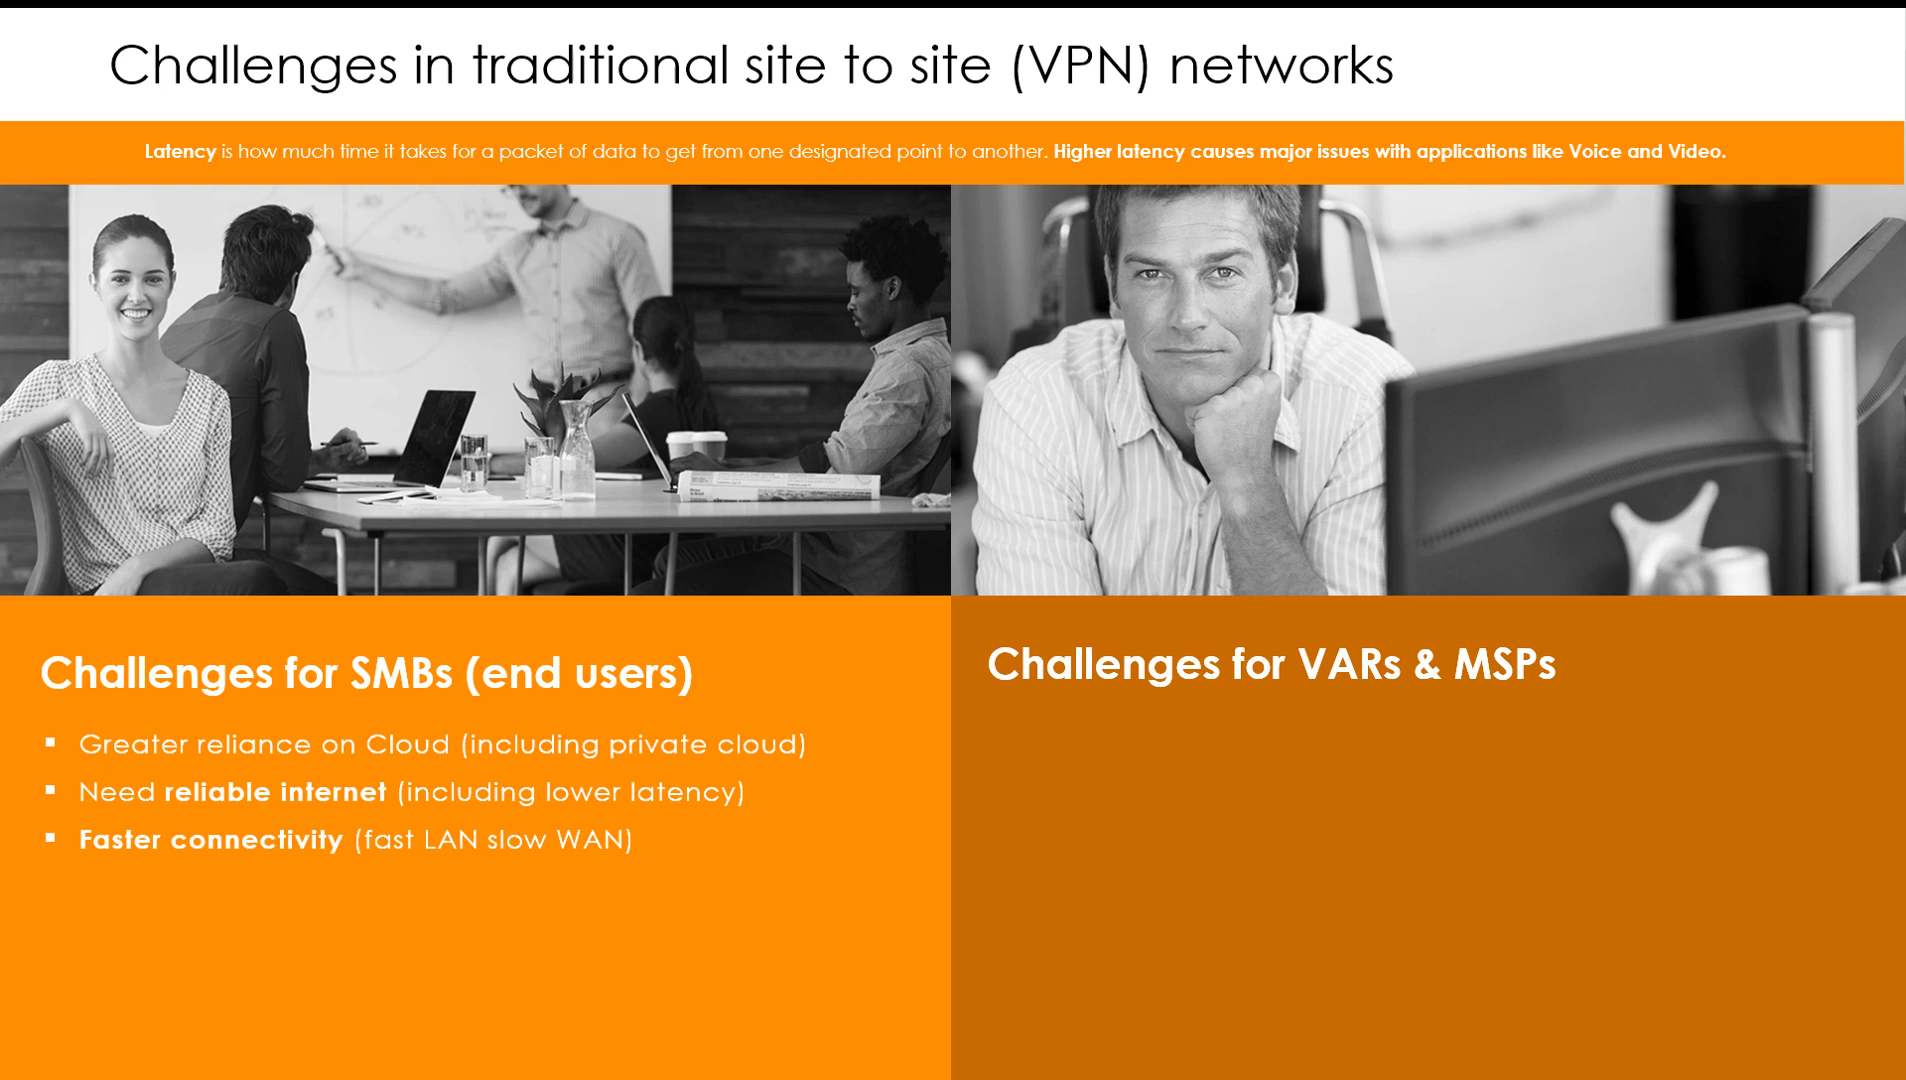 Challenges in traditional site to site (VPN) networks
Latency is how much time it takes for a packet of data to get from one designated point to another. Higher latency causes major issues with applications like Voice and Video.
Challenges for SMBs (end users)
▪ Greater reliance on Cloud (including private cloud)
▪ Need reliable internet (including lower latency)
▪ Faster connectivity (fast LAN slow WAN)
Challenges for VARs & MSPs